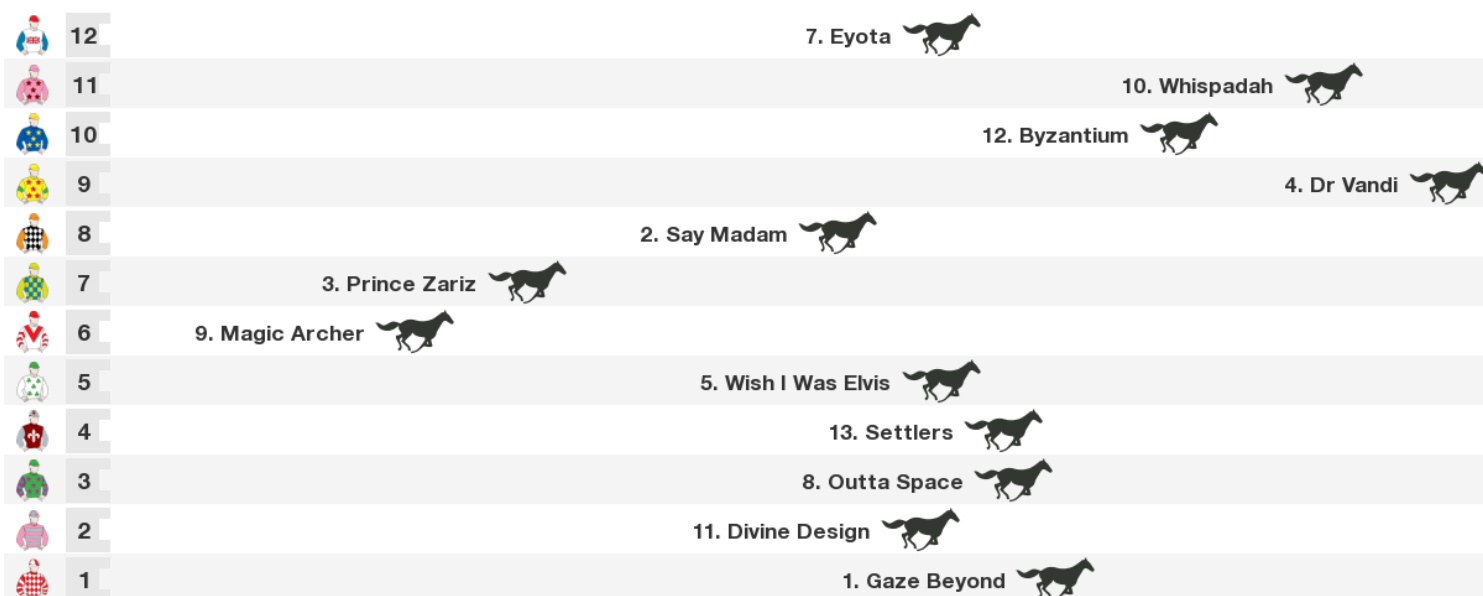 12 7. Eyota
11 10. Whispadah
10 12. Byzantium
9 4. Dr Vandi
8 2. Say Madam
7 3. Prince Zariz
6 9. Magic Archer
5 5. Wish I Was Elvis
4 13. Settlers
3 8. Outta Space
2 11. Divine Design
1 1. Gaze Beyond